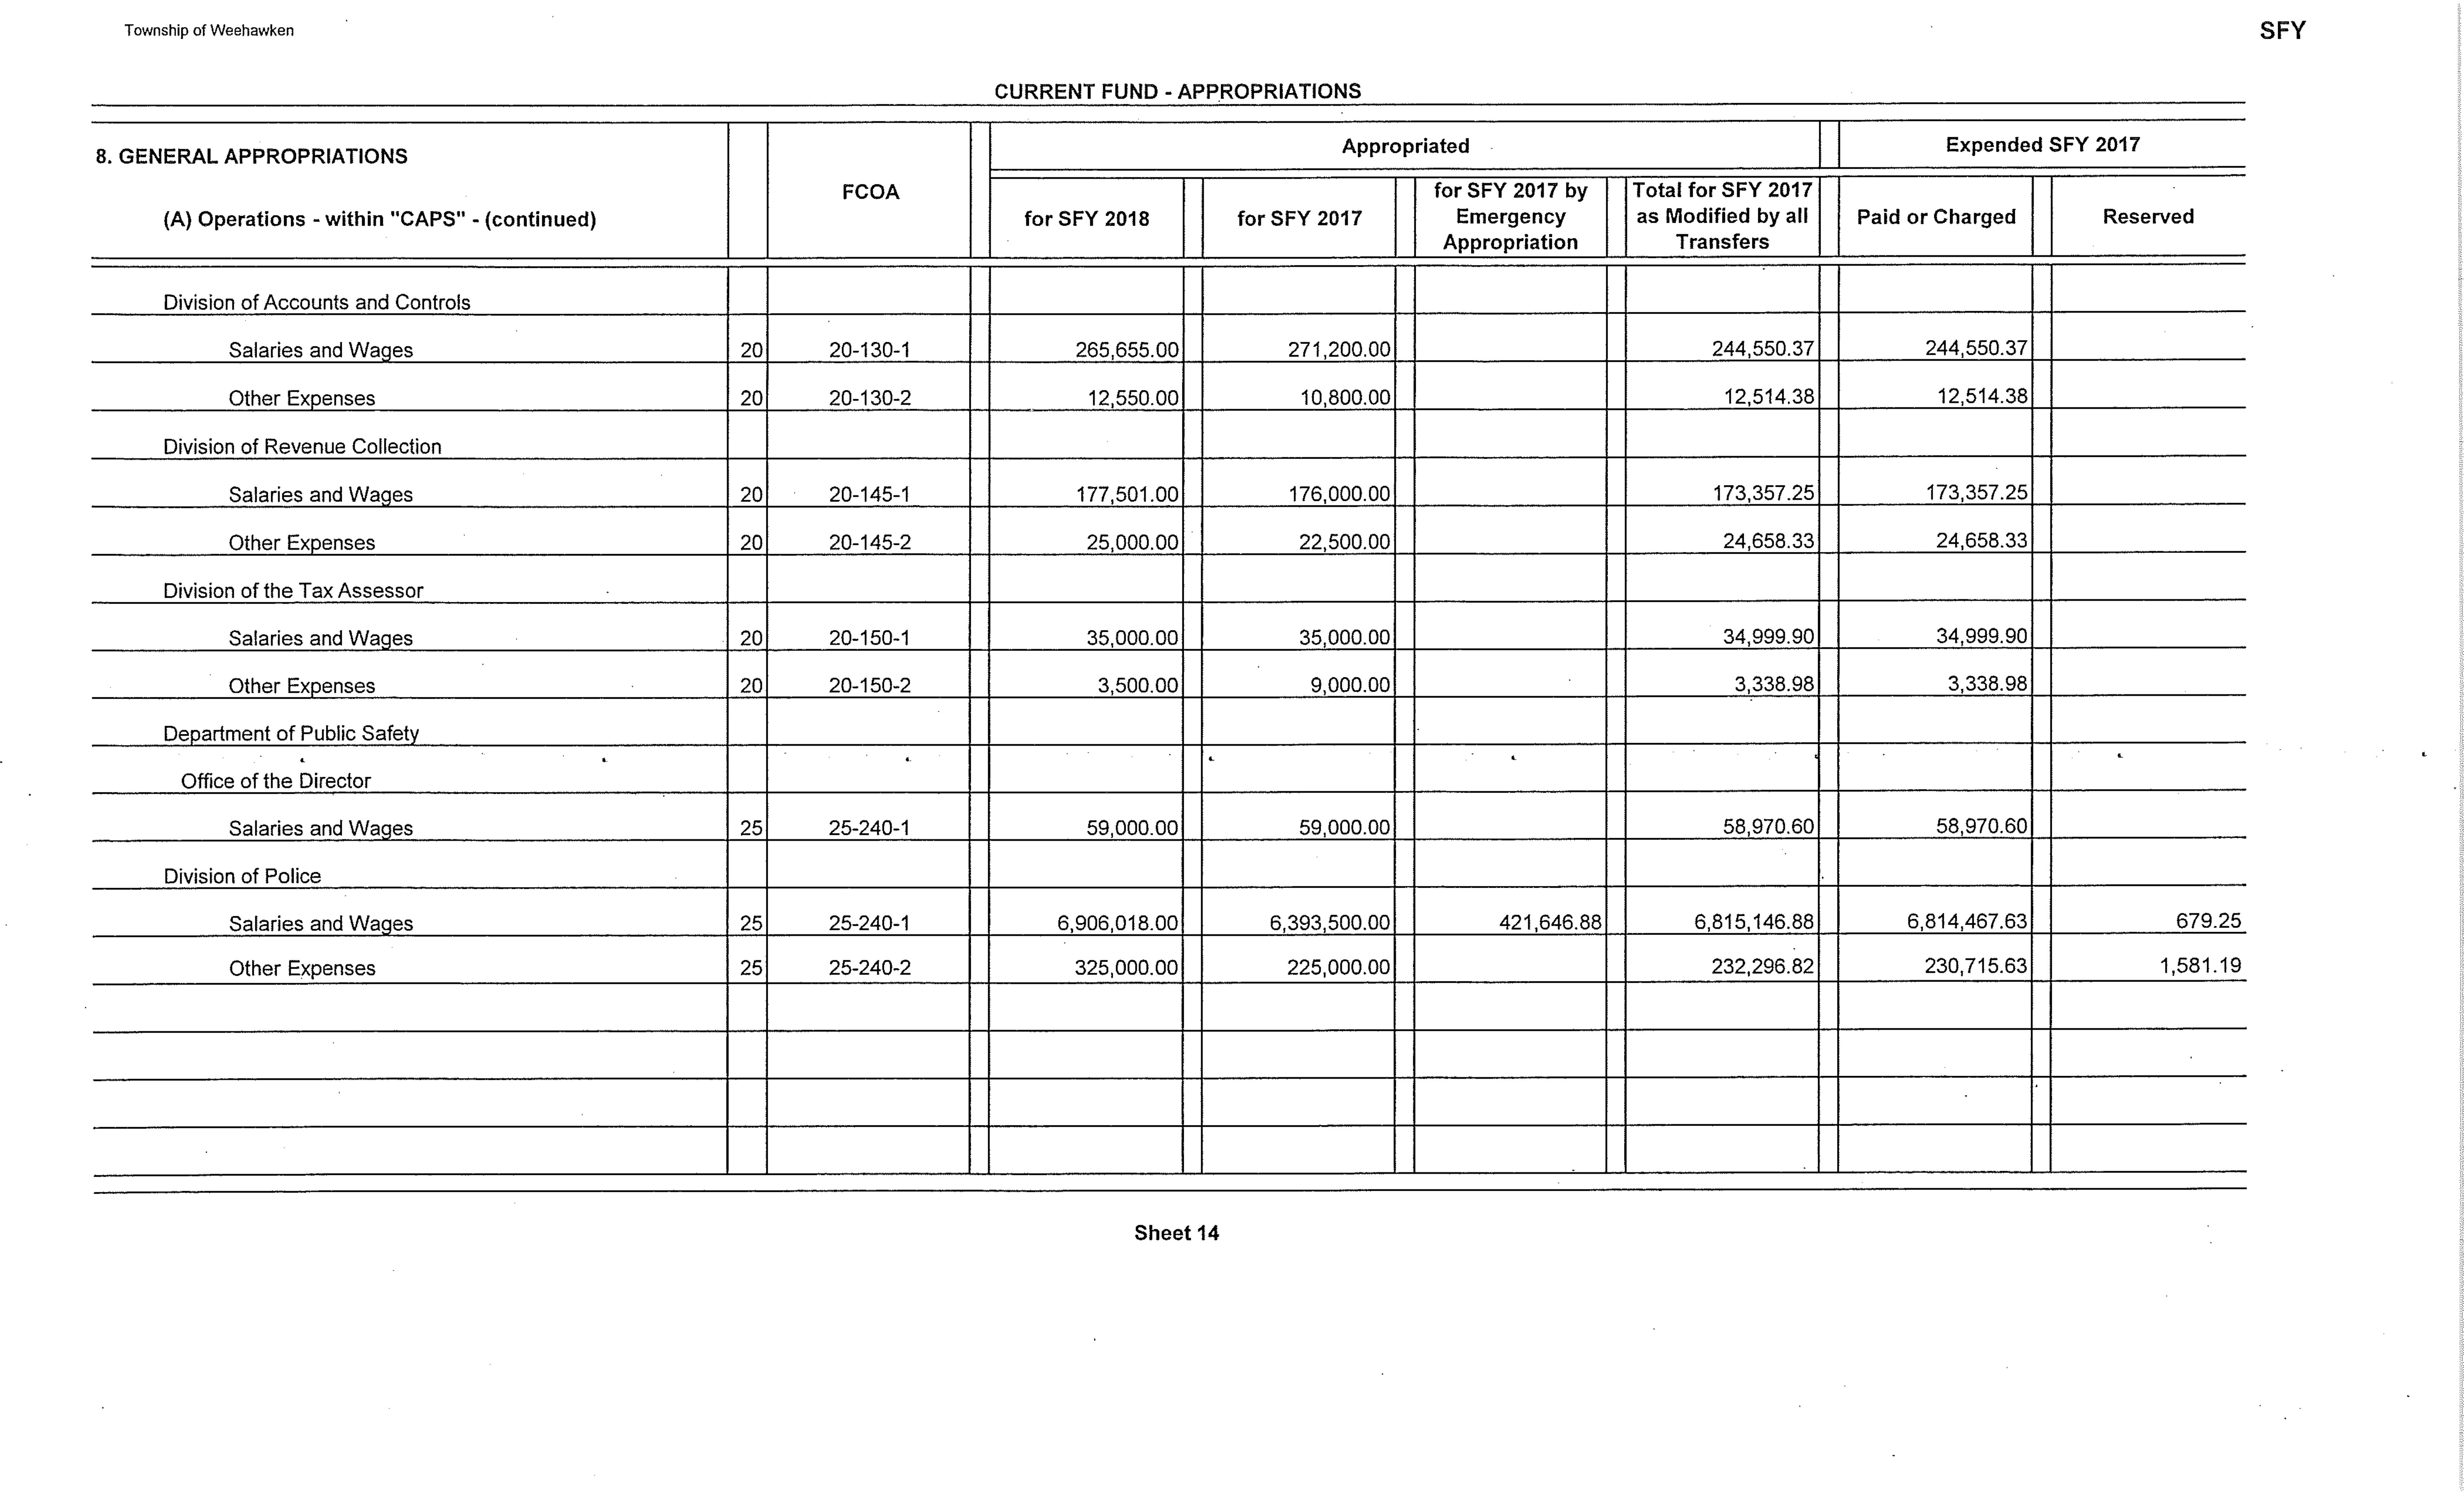 Township of Weehawken
SFY
CURRENT FUND - APPROPRIATIONS
8. GENERAL APPROPRIATIONS
(A) Operations - within "CAPS" - (continued)
FCOA
Appropriated
Expended SFY 2017
for SFY 2018
for SFY 2017
for SFY 2017 by
Emergency
Appropriation
Total for SFY 2017
as Modified by all
Transfers
Paid or Charged
Reserved
Division of Accounts and Controls
Salaries and Wages 20 20-130-1 265,655.00 271,200.00 244,550.37 244,550.37
Other Expenses 20 20-130-2 12,550.00 10,800.00 12,514.38 12,514.38
Division of Revenue Collection
Salaries and Wages 20 20-145-1 177,501.00 176,000.00 173,357.25 173,357.25
Other Expenses 20 20-145-2 25,000.00 22,500.00 24,658.33 24,658.33
Division of the Tax Assessor
Salaries and Wages 20 20-150-1 35,000.00 35,000.00 34,999.90 34,999.90
Other Expenses 20 20-150-2 3,500.00 9,000.00 3,338.98 3,338.98
Department of Public Safety
Office of the Director
Salaries and Wages 25 25-240-1 59,000.00 59,000.00 58,970.60 58,970.60
Division of Police
Salaries and Wages 25 25-240-1 6,906,018.00 6,393,500.00 421,646.88 6,815,146.88 6,814,467.63 679.25
Other Expenses 25 25-240-2 325,000.00 225,000.00 232,296.82 230,715.63 1,581.19
Sheet 14